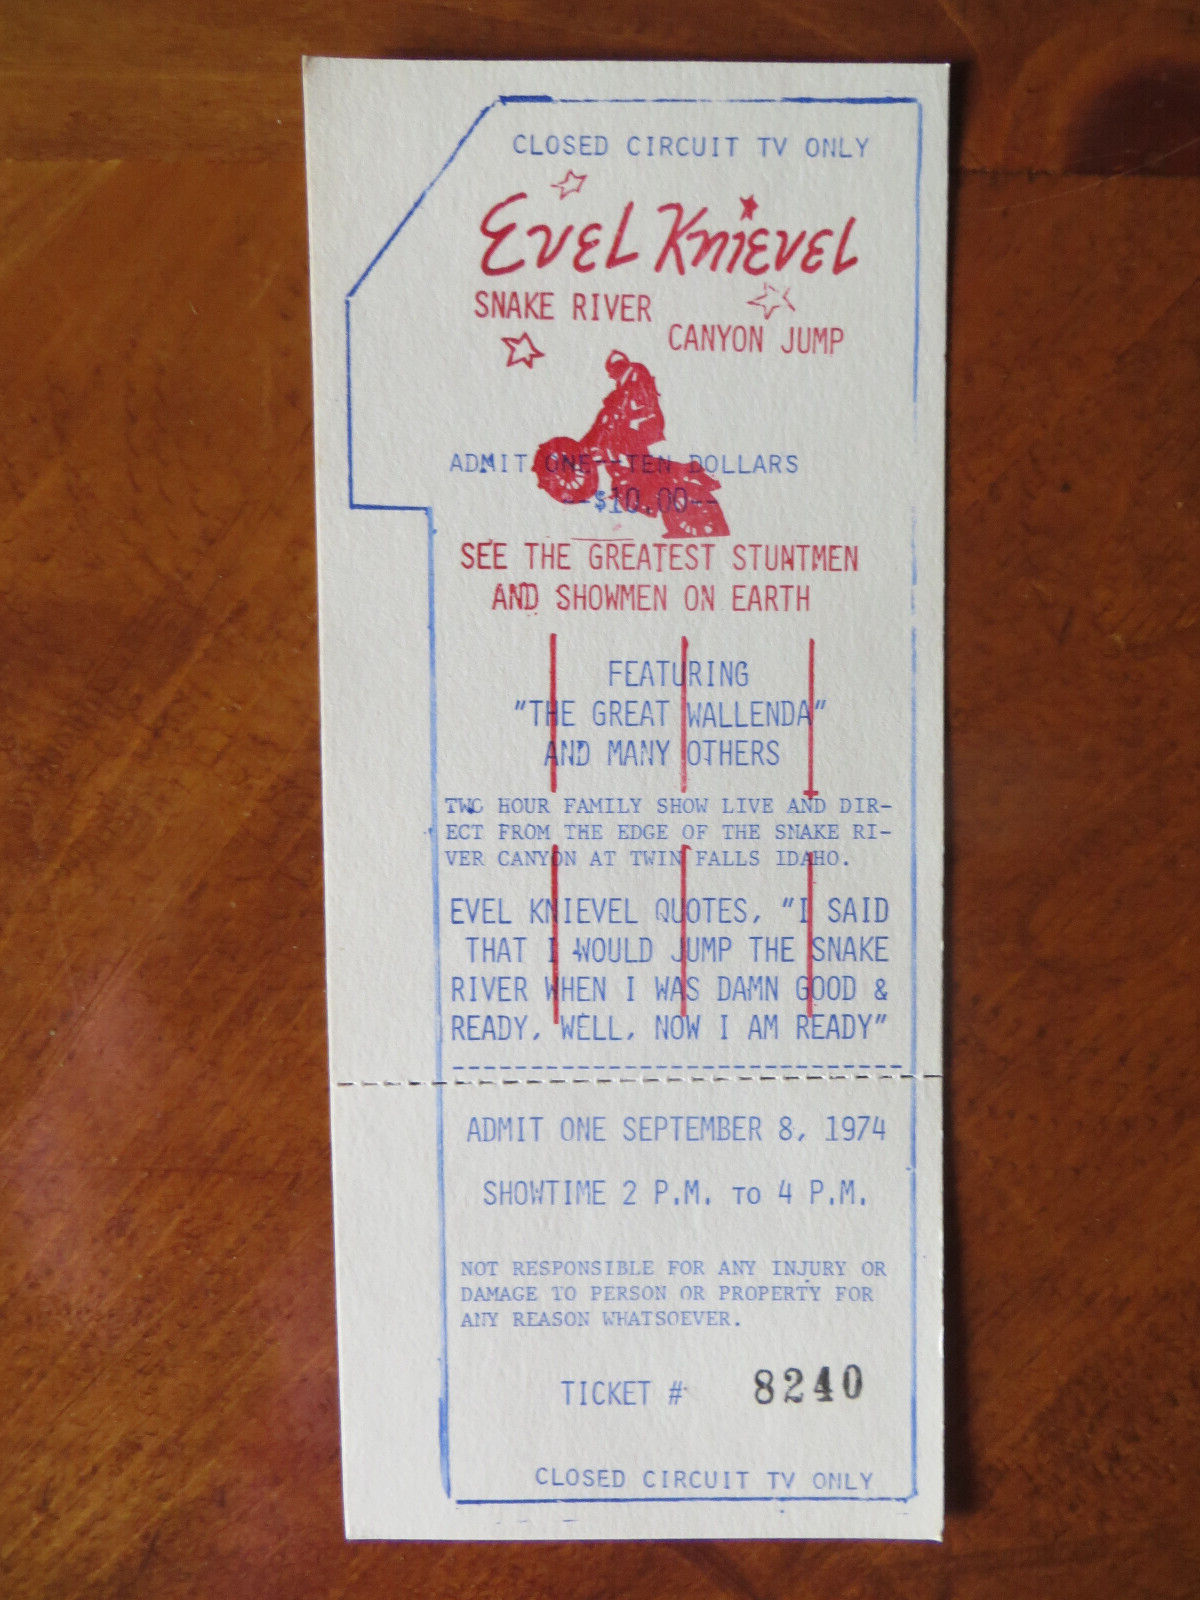 CLOSED CIRCUIT TV ONLY
Evel Knievel
SNAKE RIVER
CANYON JUMP
ADMIT ONE--TEN DOLLARS
--$10.00--
SEE THE GREATEST STUNTMEN
AND SHOWMEN ON EARTH
FEATURING
"THE GREAT WALLENDA"
AND MANY OTHERS
TWO HOUR FAMILY SHOW LIVE AND DIR-
ECT FROM THE EDGE OF THE SNAKE RI-
VER CANYON AT TWIN FALLS IDAHO.
EVEL KNIEVEL QUOTES, "I SAID
THAT I WOULD JUMP THE SNAKE
RIVER WHEN I WAS DAMN GOOD &
READY, WELL, NOW I AM READY"
ADMIT ONE SEPTEMBER 8, 1974
SHOWTIME 2 P.M. TO 4 P.M.
NOT RESPONSIBLE FOR ANY INJURY OR
DAMAGE TO PERSON OR PROPERTY FOR
ANY REASON WHATSOEVER.
TICKET # 8240
CLOSED CIRCUIT TV ONLY